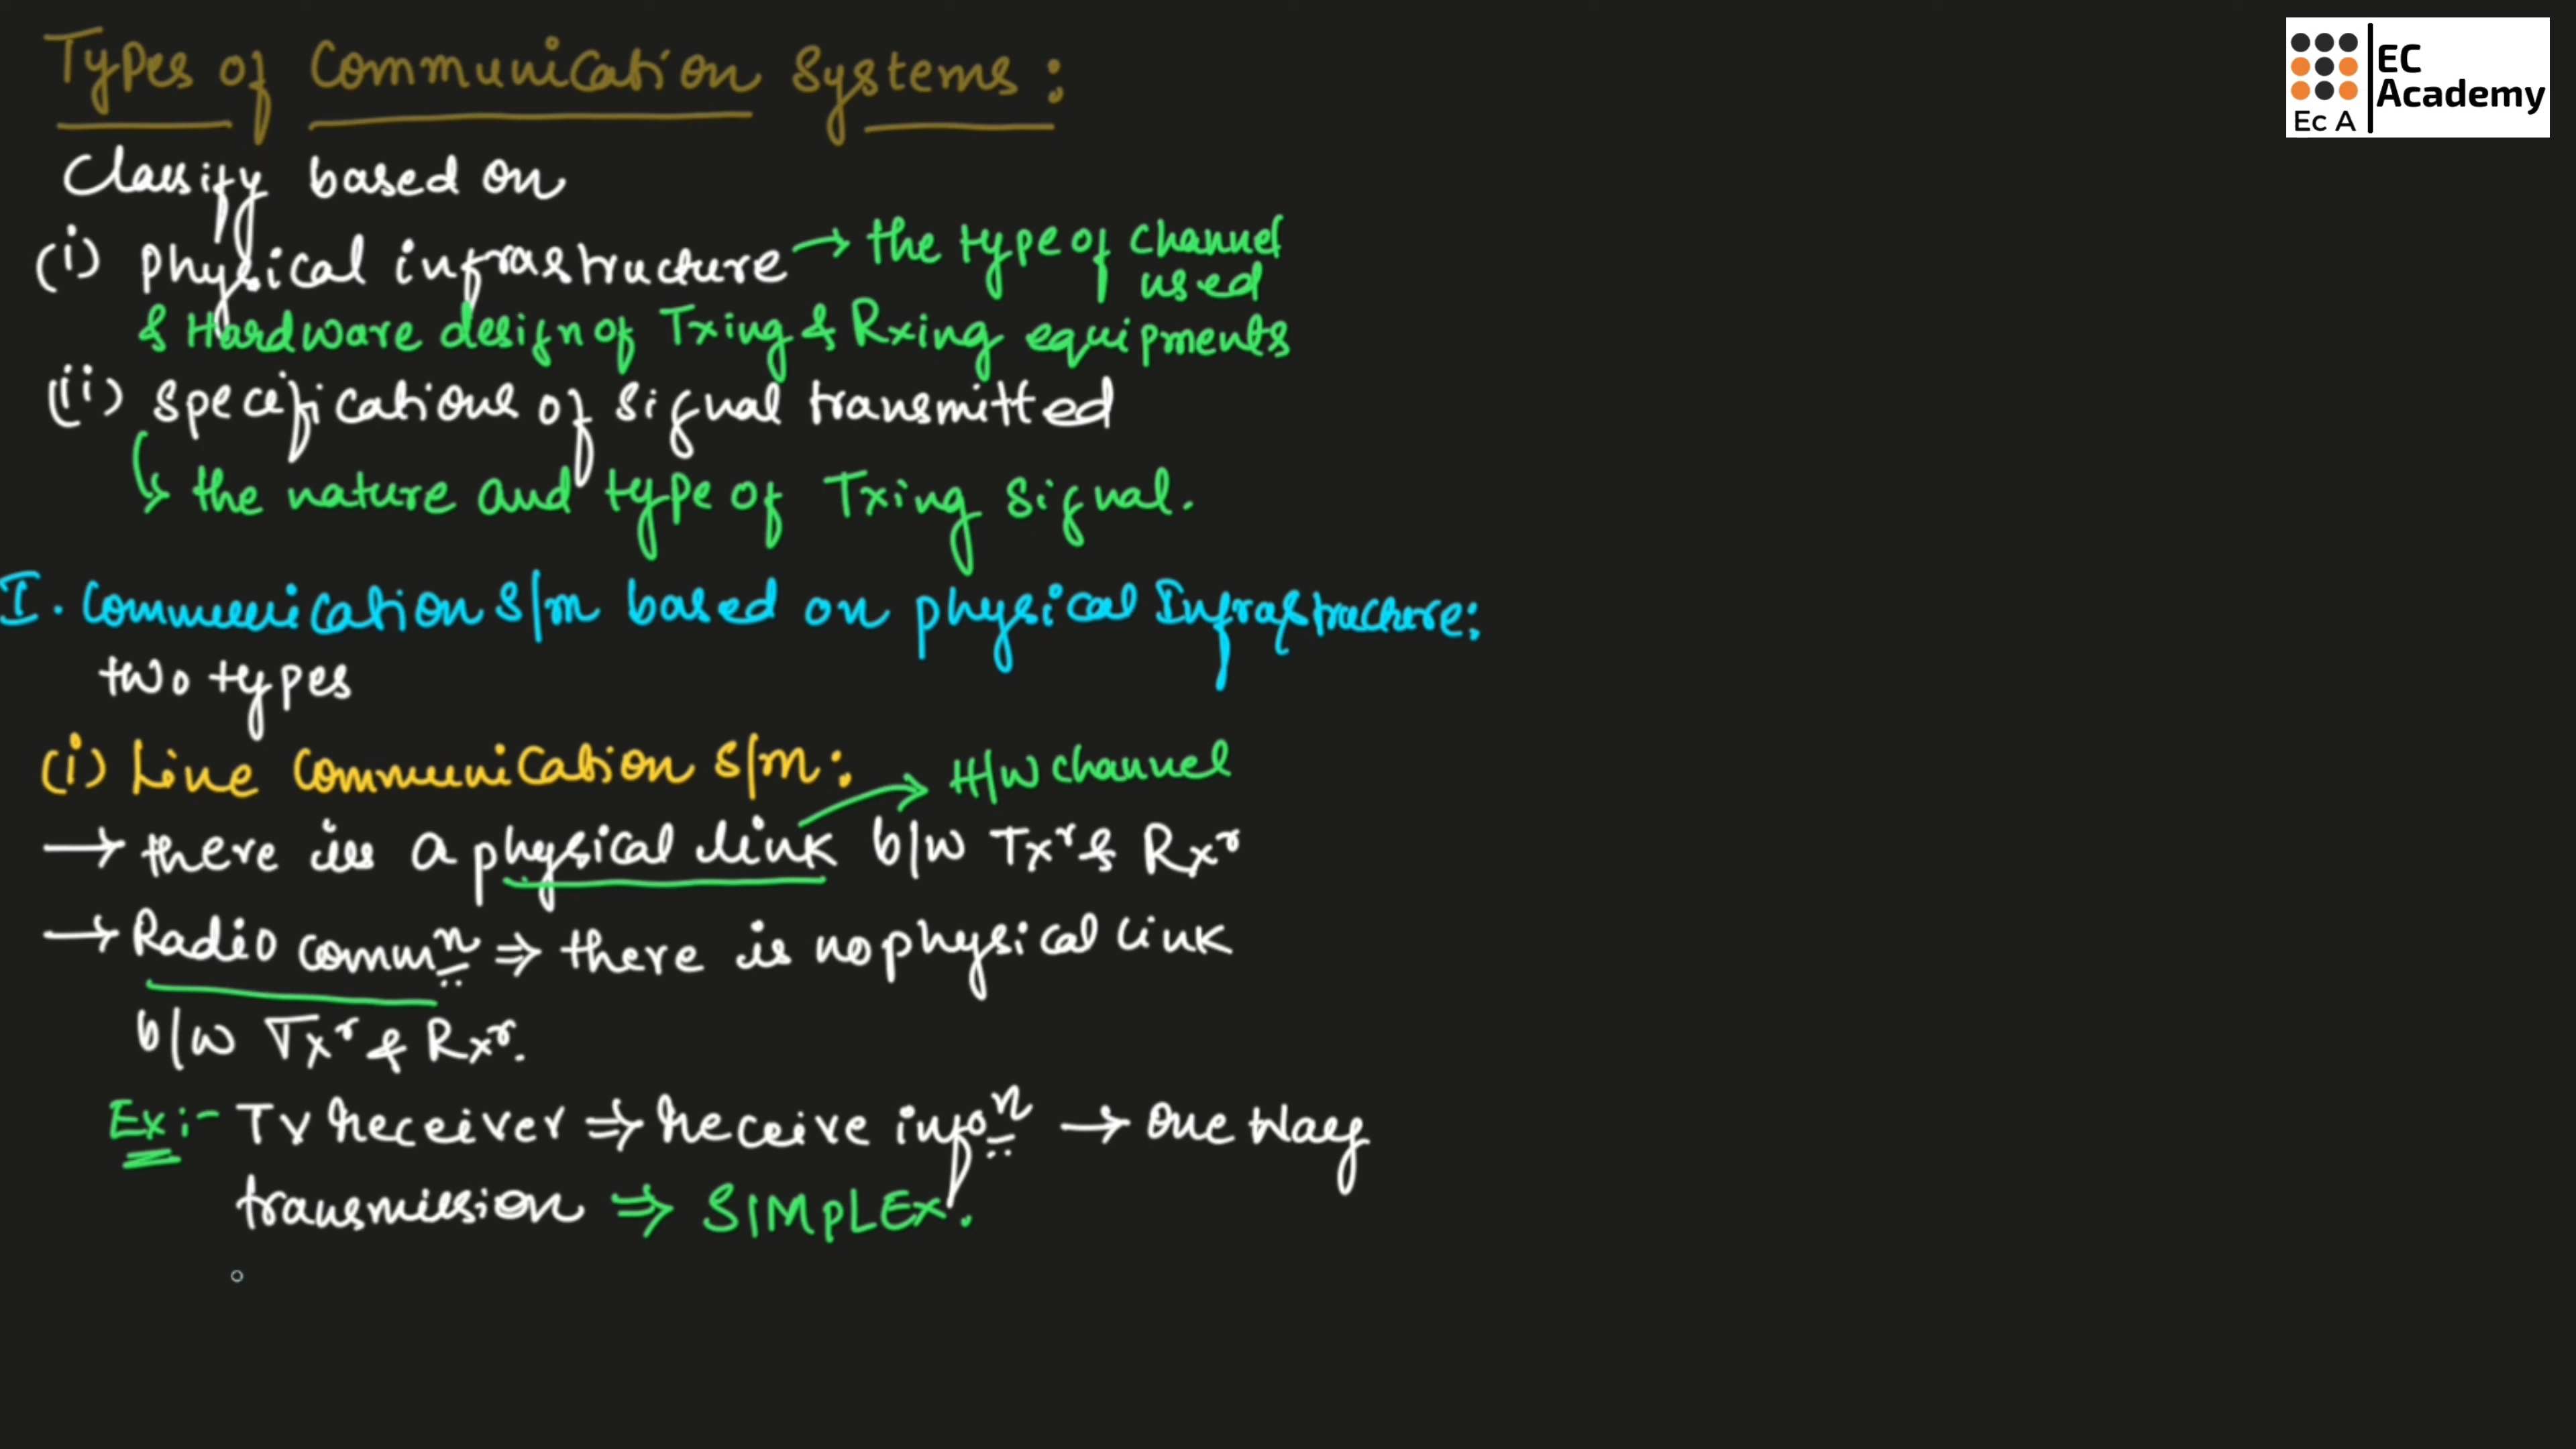 Types of Communication Systems:
Classify based on
(i) physical infrastructure → the type of channel
used
& Hardware design of Txing & Rxing equipments
(ii) specifications of signal transmitted
↳ the nature and type of Txing signal.
I. Communication s/m based on physical Infrastructure:
two types
(i) Line Communication s/m:
H/W channel
→ there is a physical link b/w Txʳ & Rxʳ
→ Radio commⁿ ⇒ there is no physical link
b/w Txʳ & Rxʳ.
Ex:- TV Receiver ⇒ Receive infoⁿ → One Way
transmission ⇒ SIMPLEX.
EC
Academy
Ec A